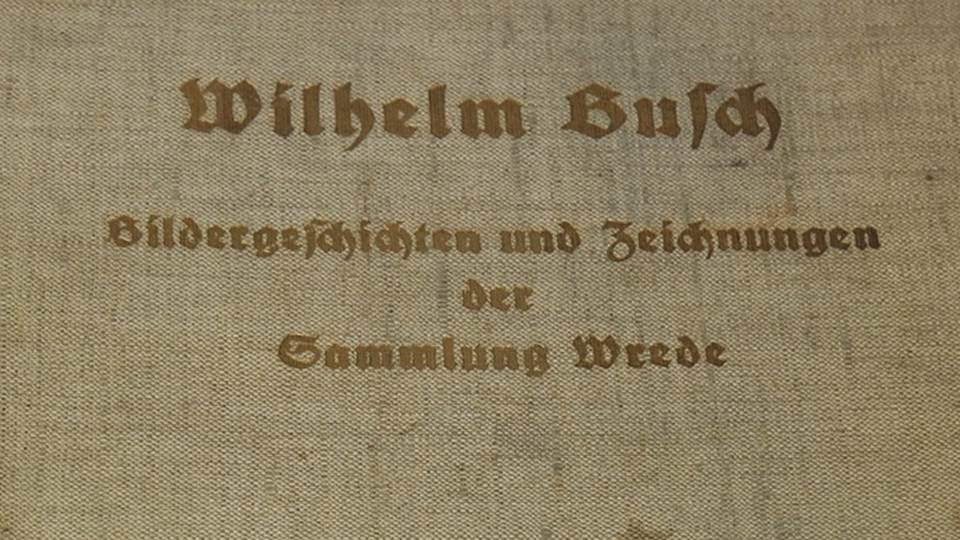 Wilhelm Buſch
Bildergeſchichten und Zeichnungen
der
Sammlung Wrede